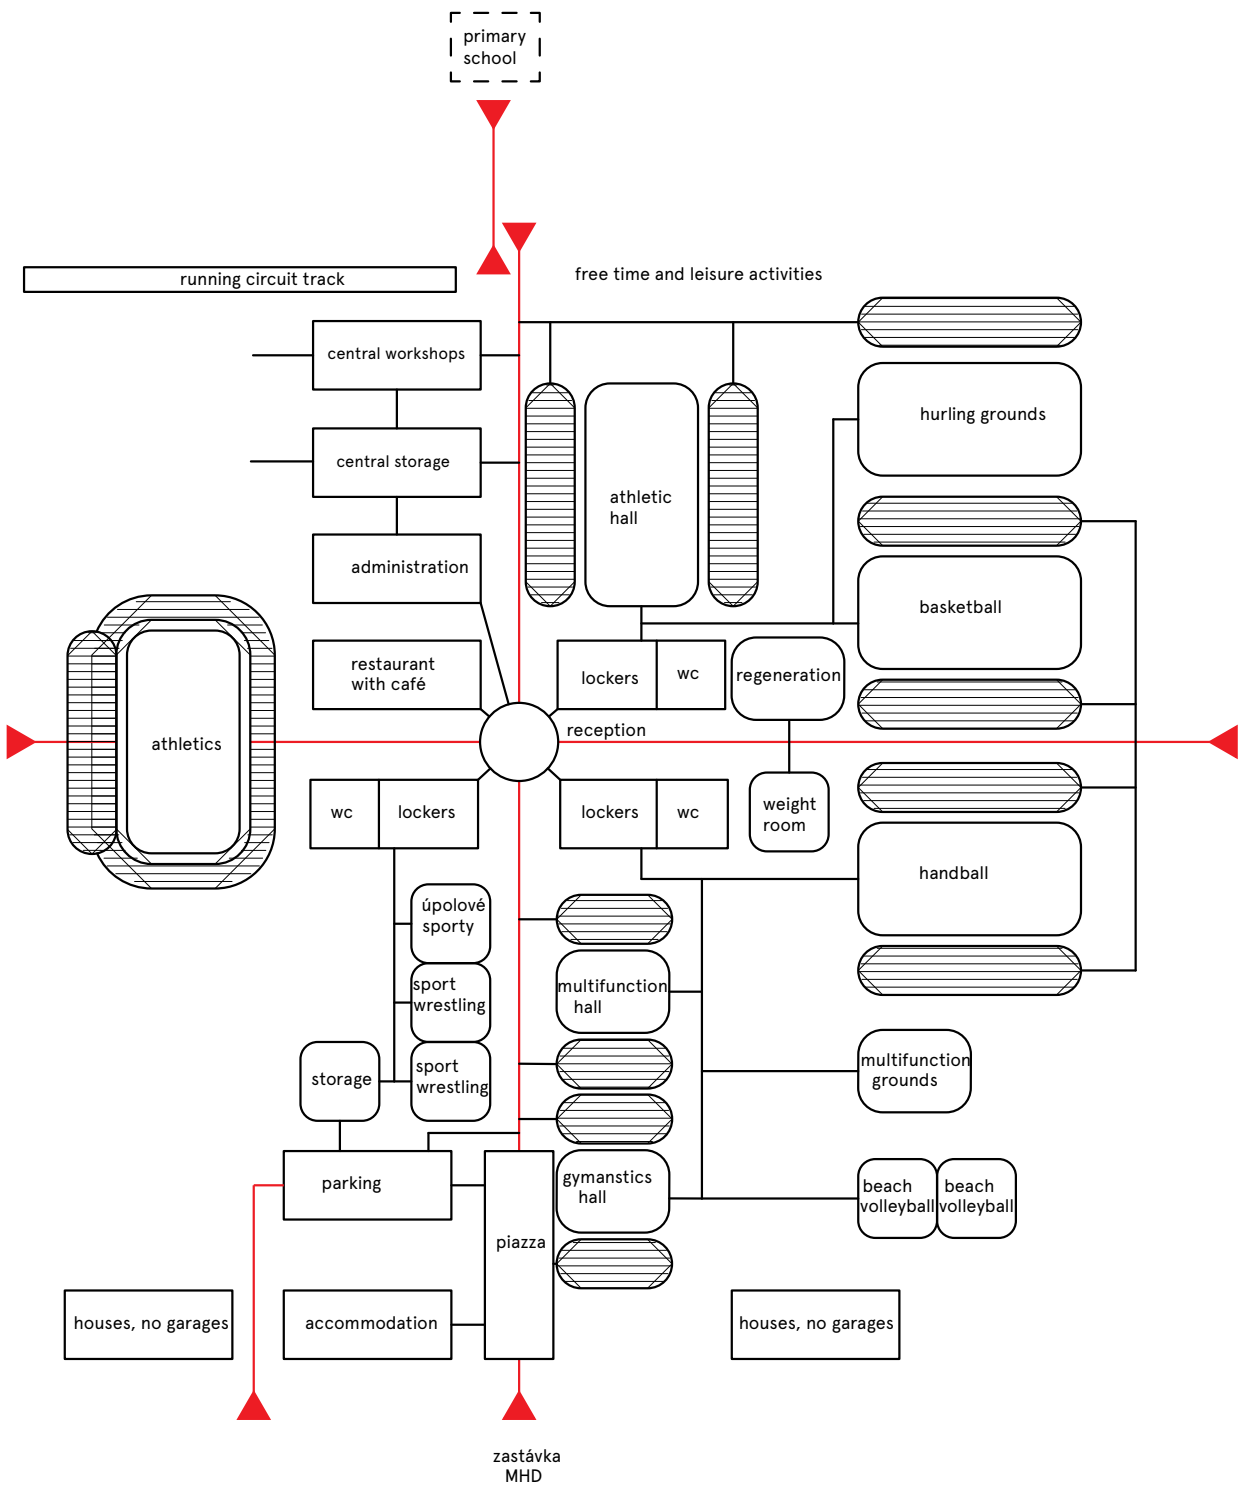 primary
school
running circuit track
free time and leisure activities
central workshops
hurling grounds
central storage
athletic
hall
administration
basketball
restaurant
with café
lockers
wc
regeneration
reception
athletics
wc
lockers
lockers
wc
weight
room
handball
úpolové
sporty
sport
wrestling
multifunction
hall
storage
sport
wrestling
multifunction
grounds
parking
gymanstics
hall
beach
volleyball
beach
volleyball
piazza
houses, no garages
accommodation
houses, no garages
zastávka
MHD